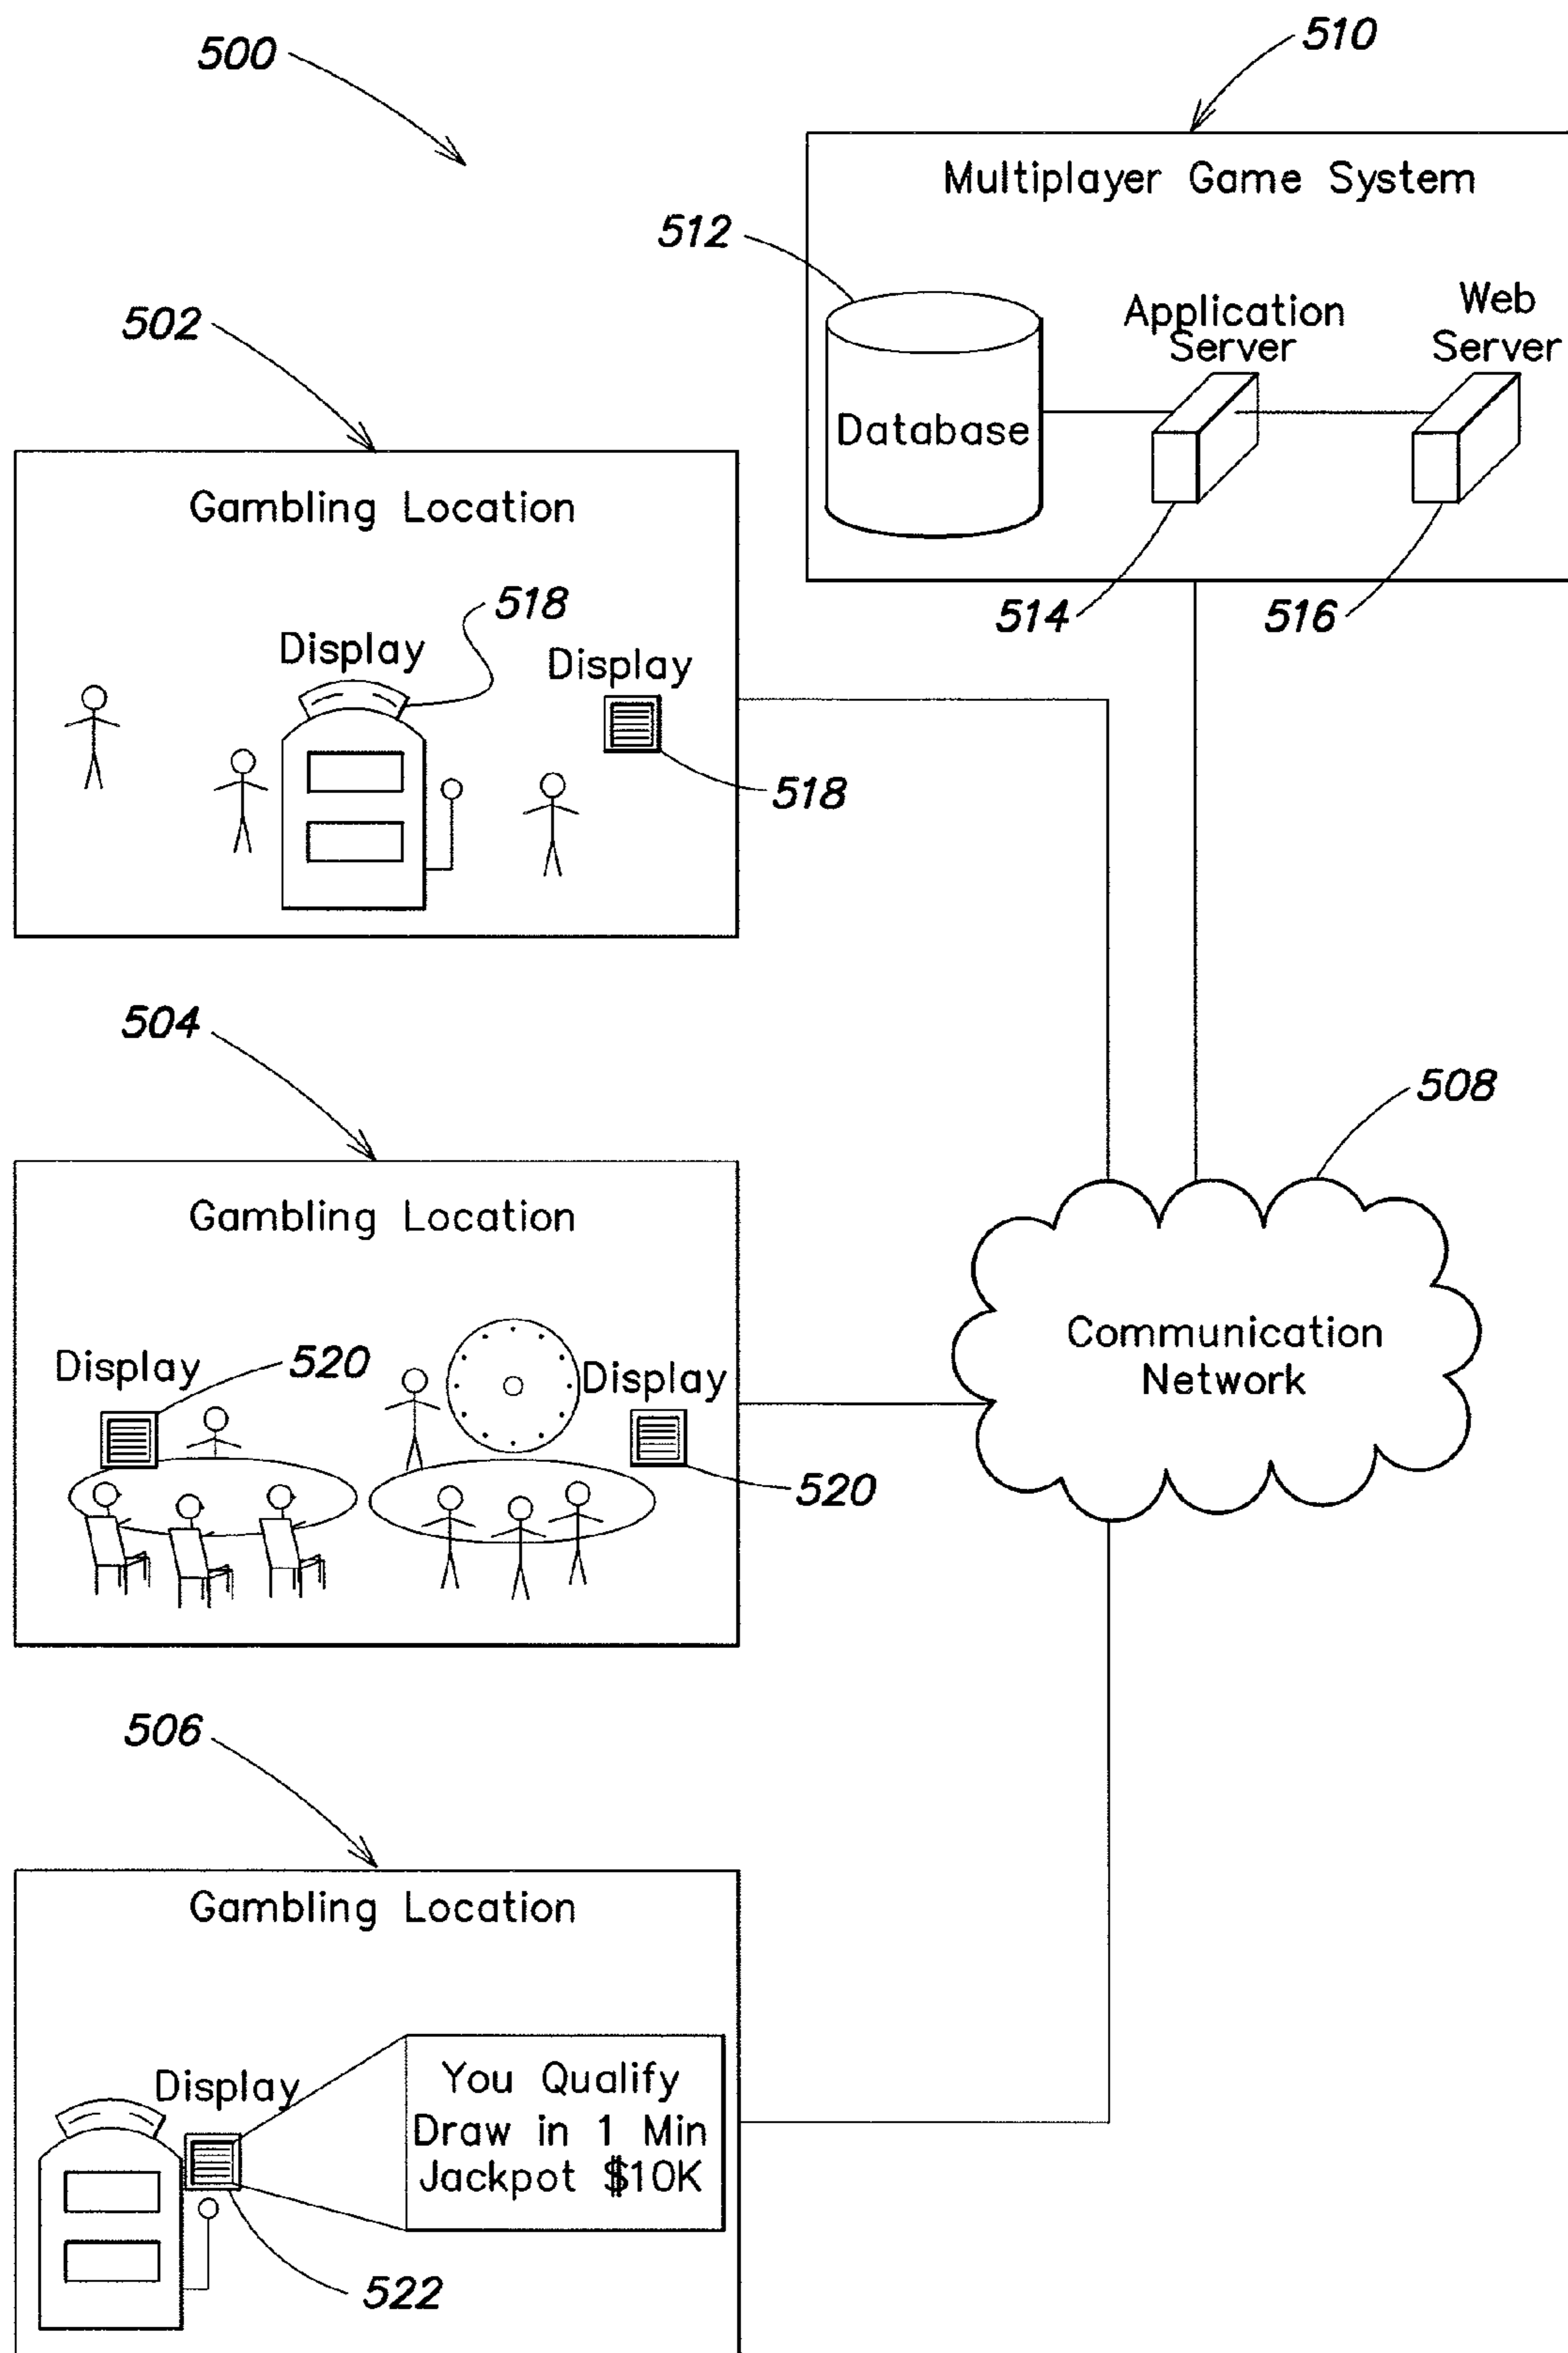 500
510
Multiplayer Game System
512
Application
Server
Web
Server
Database
514
516
502
Gambling Location
518
Display
Display
518
504
508
Gambling Location
Communication
Network
Display
520
Display
520
506
Gambling Location
Display
You Qualify
Draw in 1 Min
Jackpot $10K
522